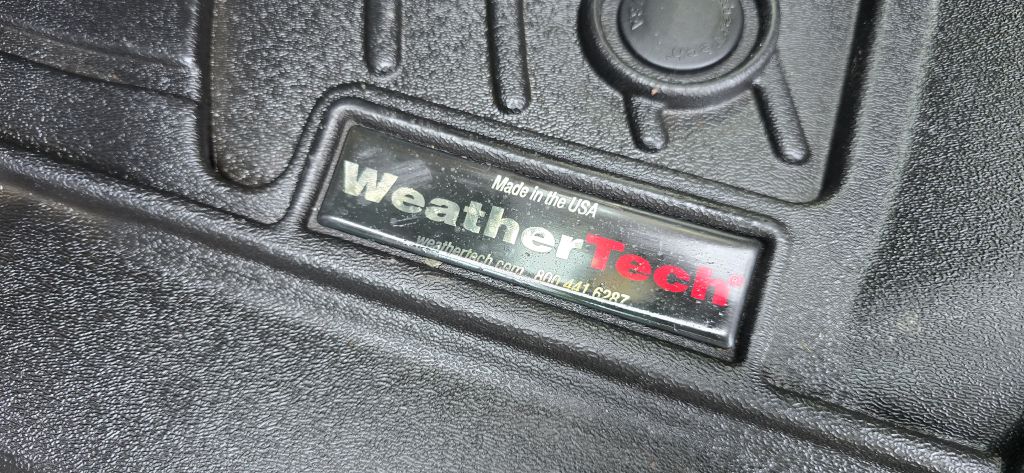 Made in the USA
WeatherTech®
weathertech.com 800.441.6287